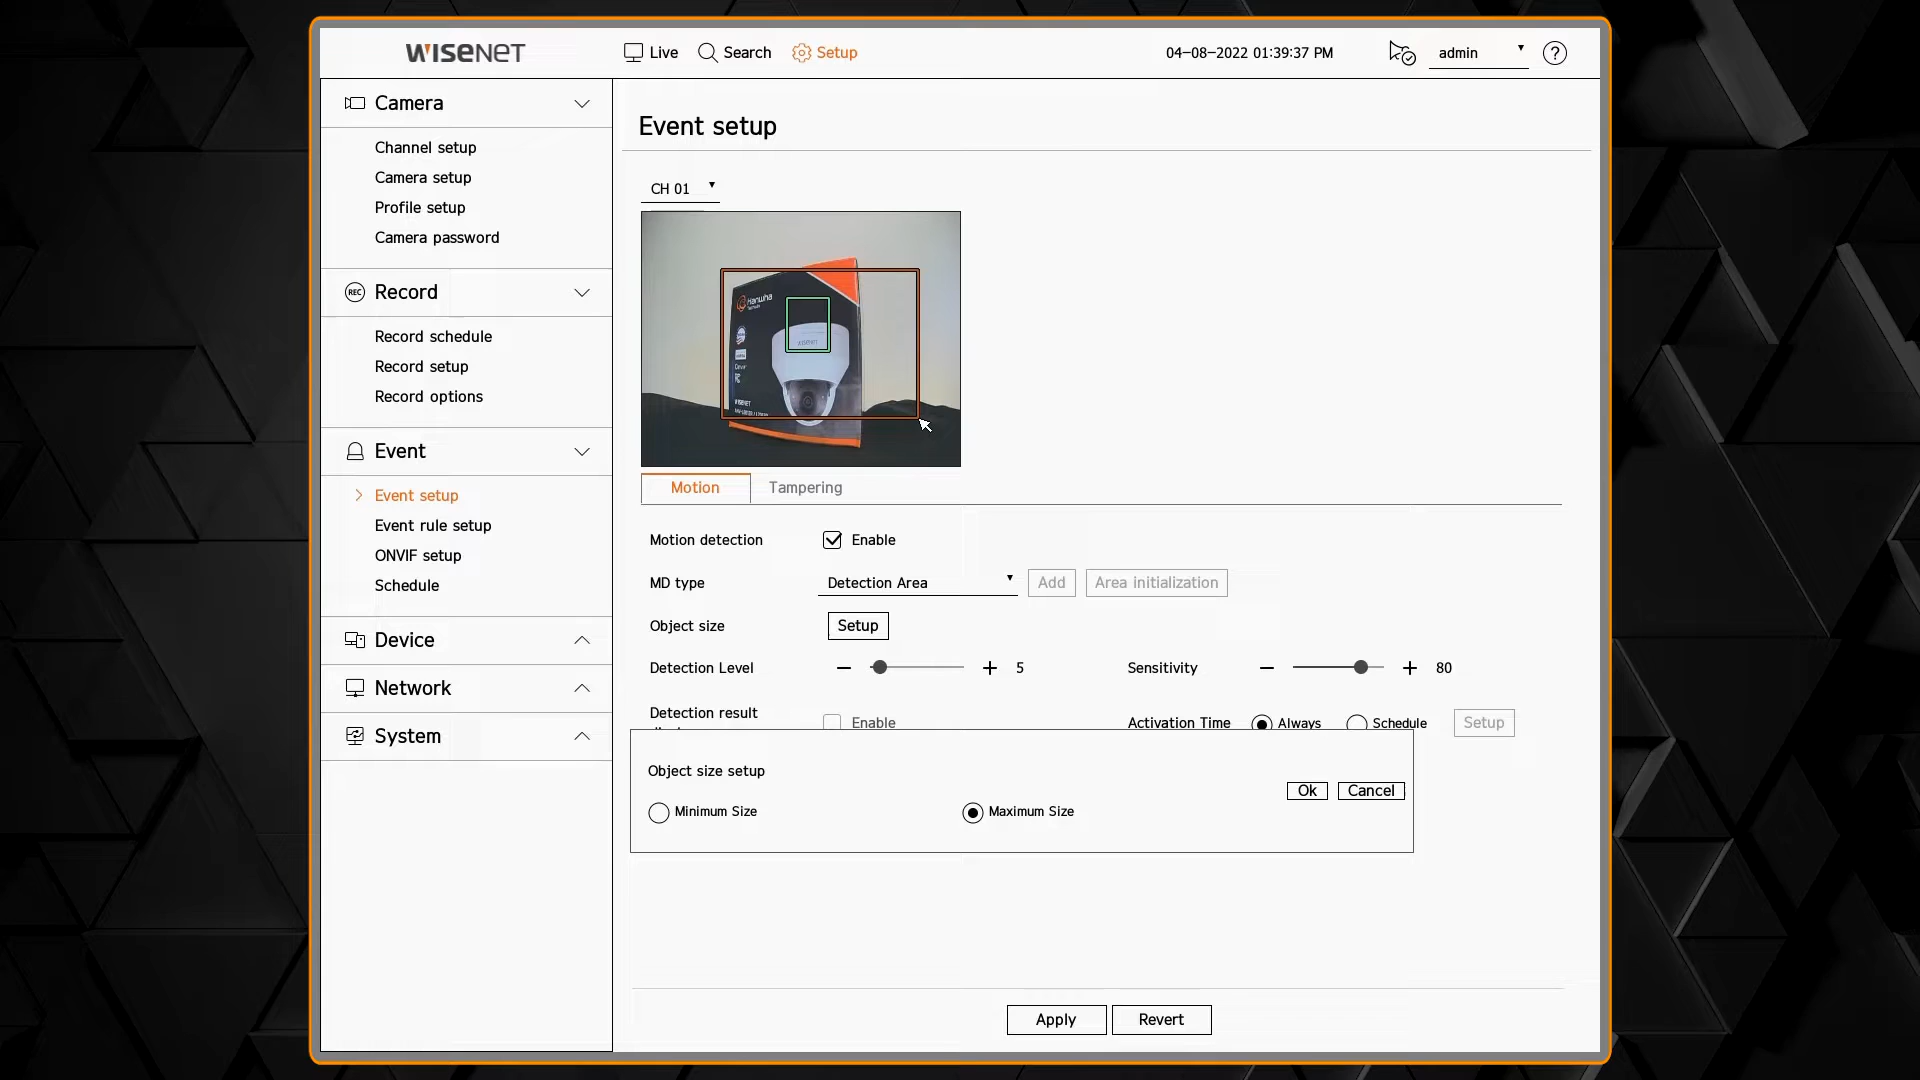 WISENET
Live
Search
Setup
04-08-2022 01:39:37 PM
admin
?
Camera
Channel setup
Camera setup
Profile setup
Camera password
REC
Record
Record schedule
Record setup
Record options
Event
Event setup
Event rule setup
ONVIF setup
Schedule
Device
Network
System
Event setup
CH 01
Hanwha
WISENET
WISENET
Motion
Tampering
Motion detection
Enable
MD type
Detection Area
Add
Area initialization
Object size
Setup
Detection Level
5
Sensitivity
80
Detection result
Enable
Activation Time
Always
Schedule
Setup
Object size setup
Minimum Size
Maximum Size
Ok
Cancel
Apply
Revert